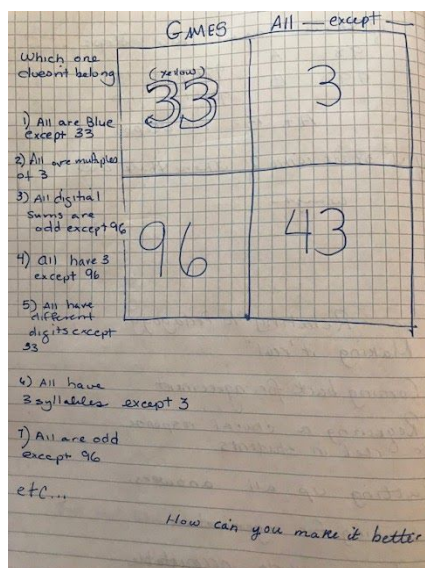 GMES
All — except —
Which one
doesn't belong
(yellow)
33
3
1) All are Blue
except 33
2) All are multiples
of 3
3) All digital
sums are
odd except 96
96
43
4) all have 3
except 96
5) All have
different
digits except
33
6) All have
3 syllables except 3
7) All are odd
except 96
etc...
How can you make it better